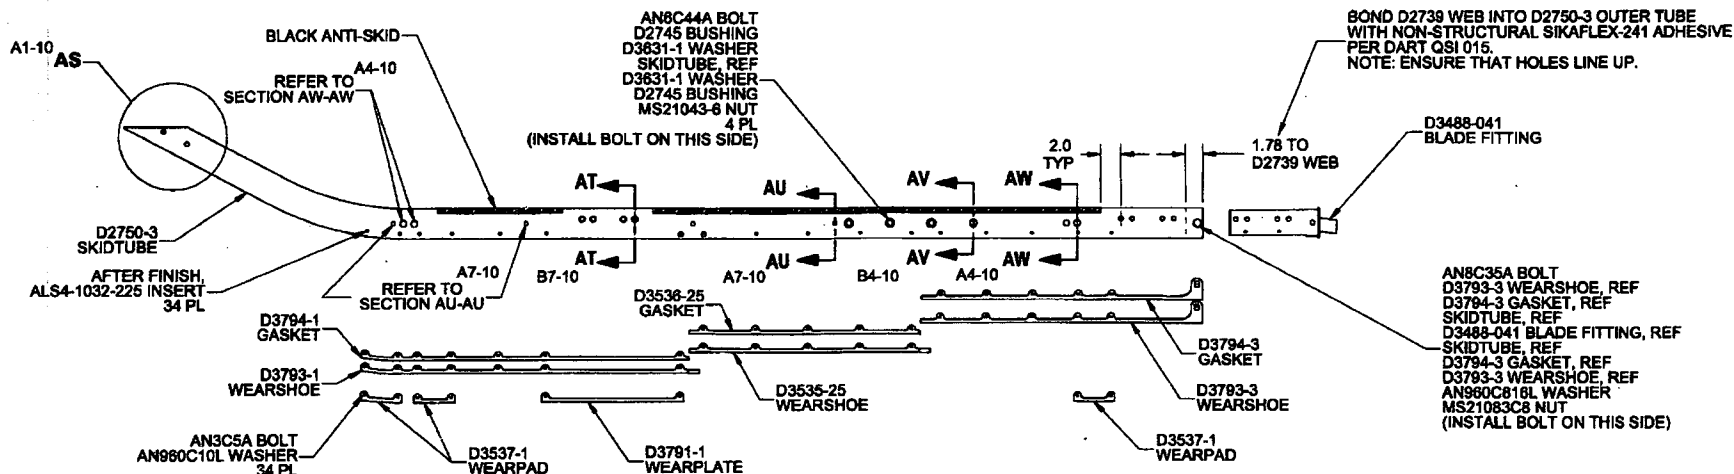 A1-10
AS
BLACK ANTI-SKID
REFER TO
SECTION AW-AW
A4-10
AN6C44A BOLT
D2745 BUSHING
D3631-1 WASHER
SKIDTUBE, REF
D3631-1 WASHER
D2745 BUSHING
MS21043-6 NUT
4 PL
(INSTALL BOLT ON THIS SIDE)
BOND D2739 WEB INTO D2750-3 OUTER TUBE
WITH NON-STRUCTURAL SIKAFLEX-241 ADHESIVE
PER DART QSI 015.
NOTE: ENSURE THAT HOLES LINE UP.
2.0
TYP
1.78 TO
D2739 WEB
D3488-041
BLADE FITTING
AT
AU
AV
AW
D2750-3
SKIDTUBE
AT
AU
AV
AW
A7-10
B7-10
A7-10
B4-10
A4-10
AFTER FINISH,
ALS4-1032-225 INSERT
34 PL
REFER TO
SECTION AU-AU
D3536-25
GASKET
D3794-1
GASKET
D3793-1
WEARSHOE
D3535-25
WEARSHOE
D3794-3
GASKET
D3793-3
WEARSHOE
AN8C35A BOLT
D3793-3 WEARSHOE, REF
D3794-3 GASKET, REF
SKIDTUBE, REF
D3488-041 BLADE FITTING, REF
SKIDTUBE, REF
D3794-3 GASKET, REF
D3793-3 WEARSHOE, REF
AN960C816L WASHER
MS21083C8 NUT
(INSTALL BOLT ON THIS SIDE)
AN3C5A BOLT
AN960C10L WASHER
34 PL
D3537-1
WEARPAD
D3791-1
WEARPLATE
D3537-1
WEARPAD